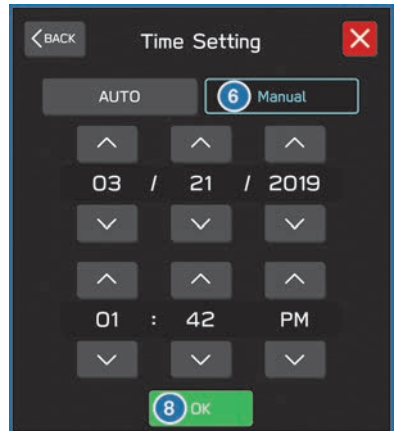 BACK Time Setting
AUTO 6 Manual
03 / 21 / 2019
01 : 42 PM
8 OK